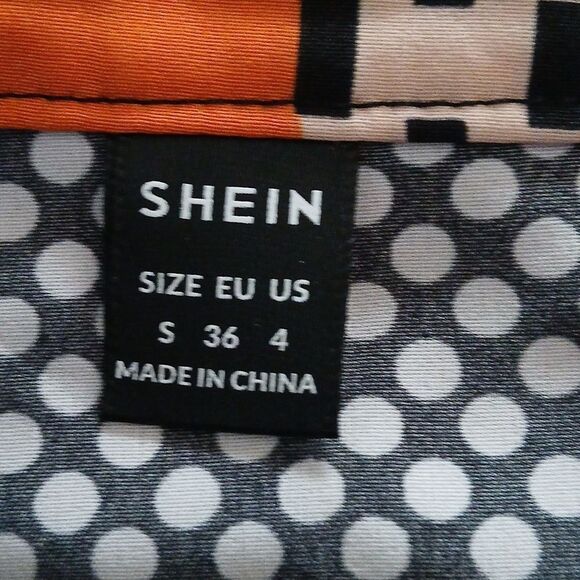 SHEIN
SIZE EU US
S 36 4
MADE IN CHINA